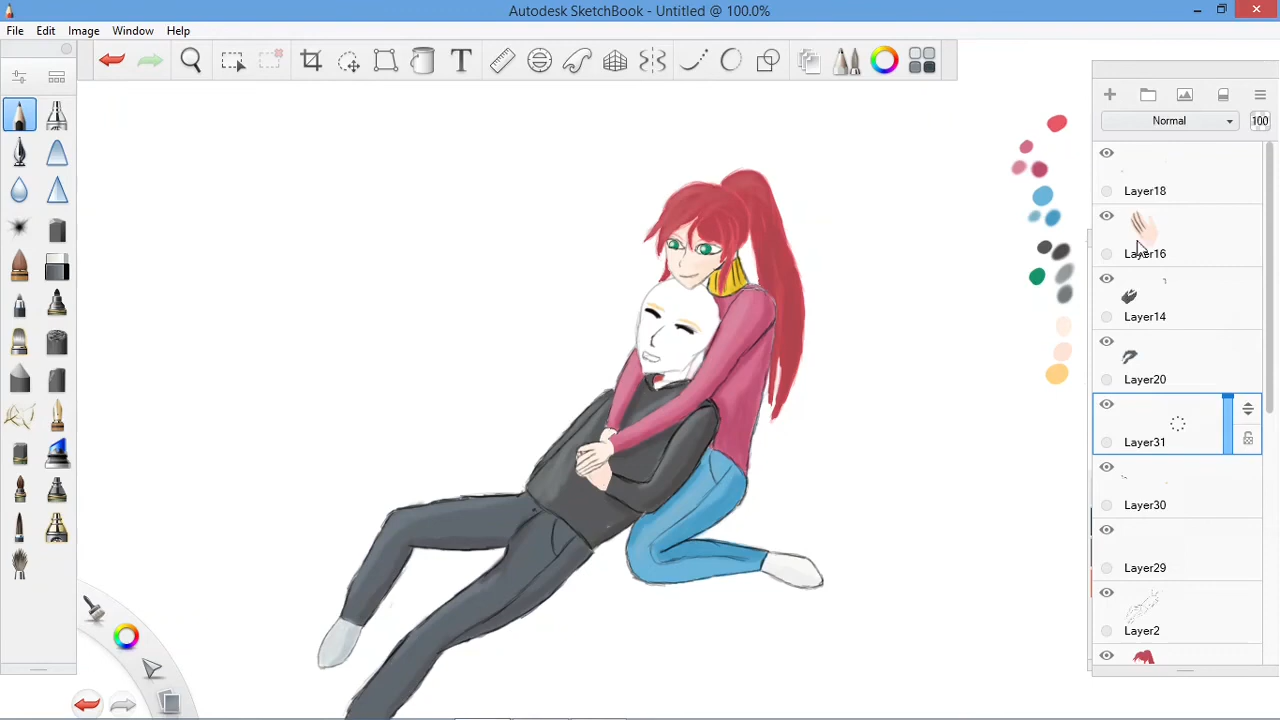 Autodesk SketchBook - Untitled @ 100.0%
File Edit Image Window Help
T
Normal 100
Layer18
Layer16
Layer14
Layer20
Layer31
Layer30
Layer29
Layer2